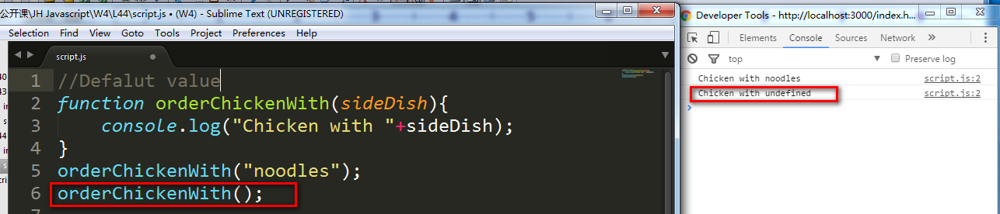 公开课\JH Javascript\W4\L44\script.js • (W4) - Sublime Text (UNREGISTERED)
Selection Find View Goto Tools Project Preferences Help
script.js
1 //Defalut value
2 function orderChickenWith(sideDish){
3 console.log("Chicken with "+sideDish);
4 }
5 orderChickenWith("noodles");
6 orderChickenWith();
7
Developer Tools - http://localhost:3000/index.h...
Elements Console Sources Network »
top Preserve log
Chicken with noodles script.js:2
Chicken with undefined script.js:2
>